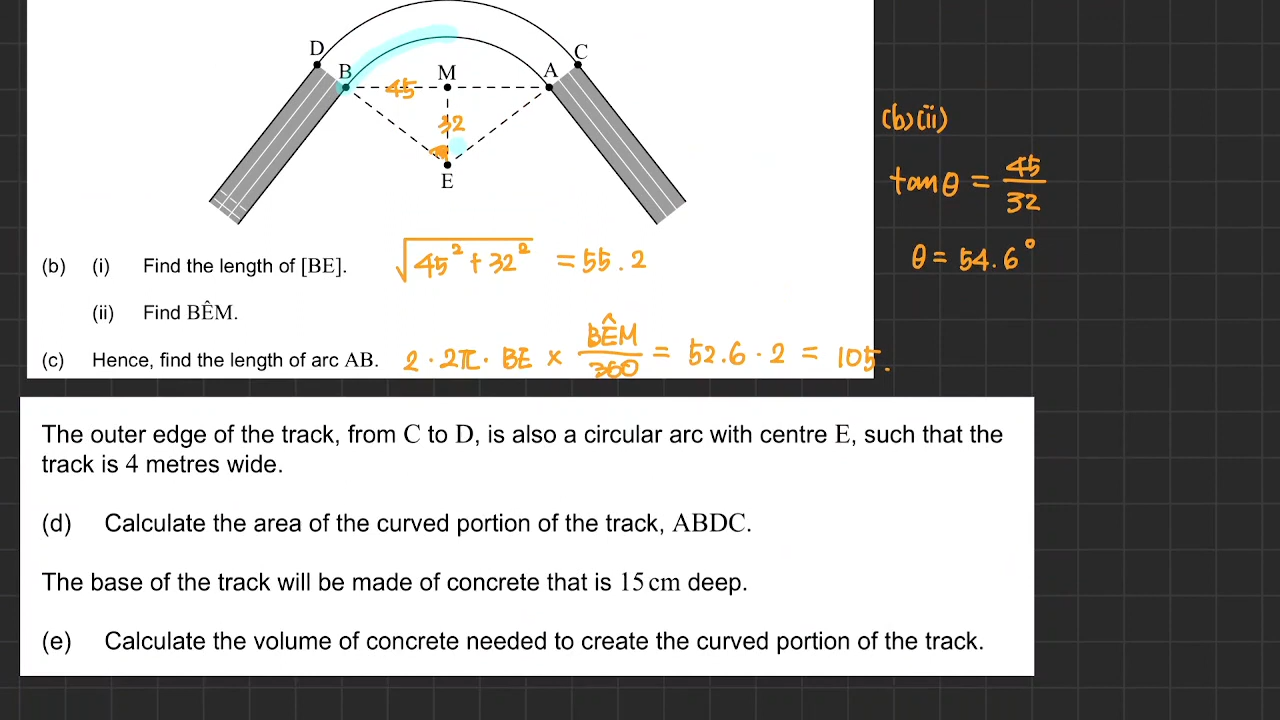 D
C
B
M
A
45
32
E
(b) (i) Find the length of [BE]. √45² + 32² = 55.2
(ii) Find BÊM.
(c) Hence, find the length of arc AB. 2 · 2π · BE × BÊM/360 = 52.6 · 2 = 105.
(b)(ii)
tan θ = 45/32
θ = 54.6°
The outer edge of the track, from C to D, is also a circular arc with centre E, such that the
track is 4 metres wide.
(d) Calculate the area of the curved portion of the track, ABDC.
The base of the track will be made of concrete that is 15 cm deep.
(e) Calculate the volume of concrete needed to create the curved portion of the track.